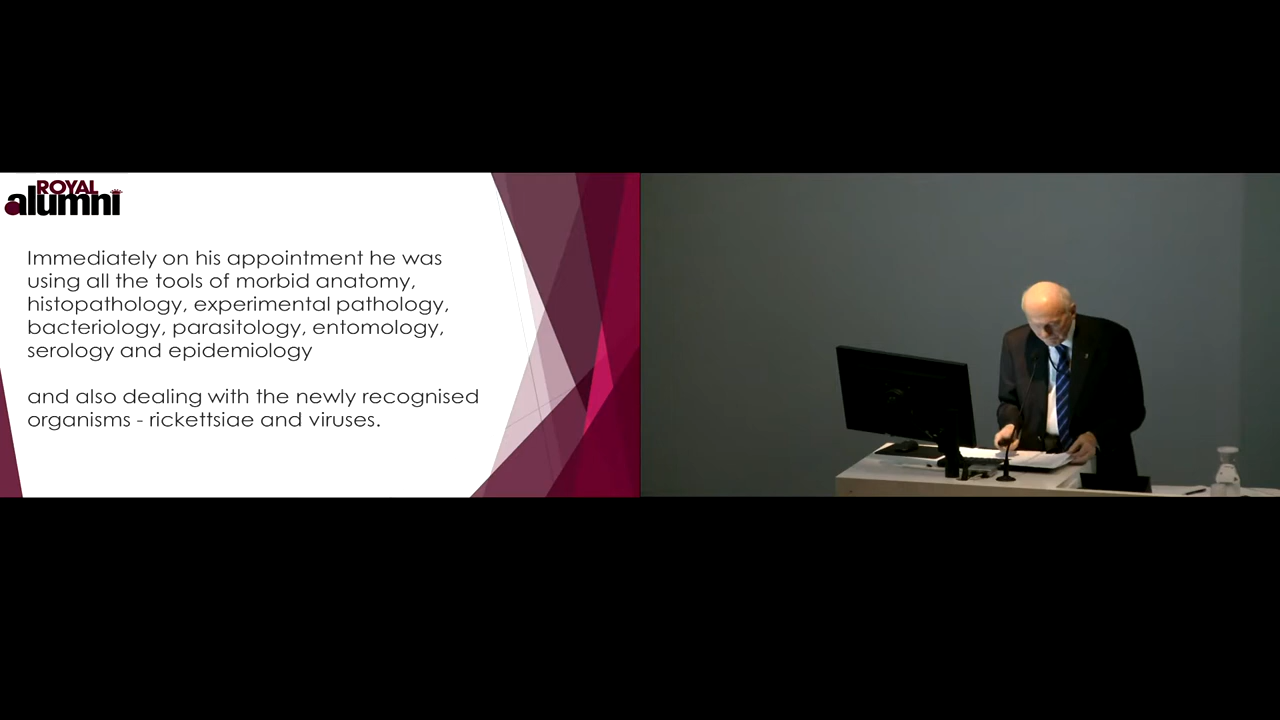 ROYAL
alumni
Immediately on his appointment he was
using all the tools of morbid anatomy,
histopathology, experimental pathology,
bacteriology, parasitology, entomology,
serology and epidemiology
and also dealing with the newly recognised
organisms - rickettsiae and viruses.